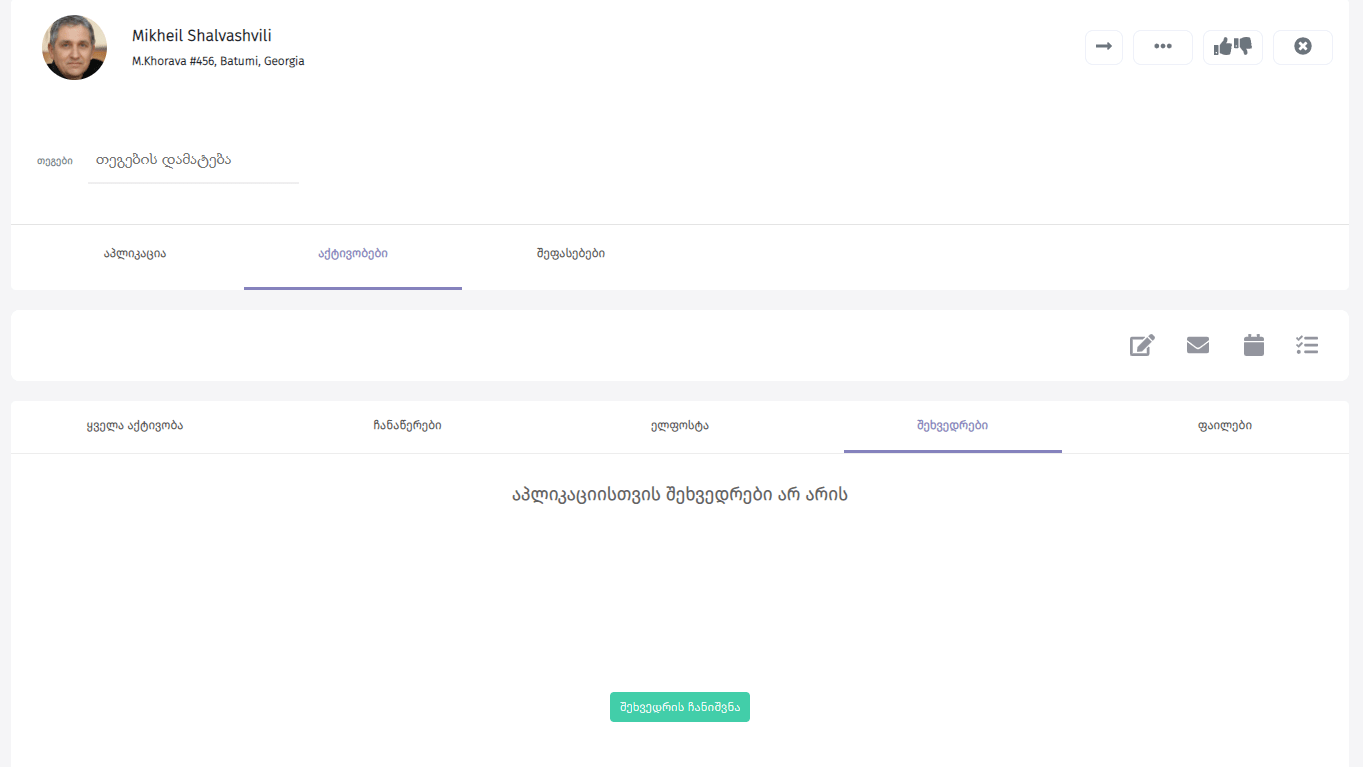 Mikheil Shalvashvili
M.Khorava #456, Batumi, Georgia
თეგები თეგების დამატება
აპლიკაცია აქტივობები შეფასებები
ყველა აქტივობა ჩანაწერები ელფოსტა შეხვედრები ფაილები
აპლიკაციისთვის შეხვედრები არ არის
შეხვედრის ჩანიშვნა